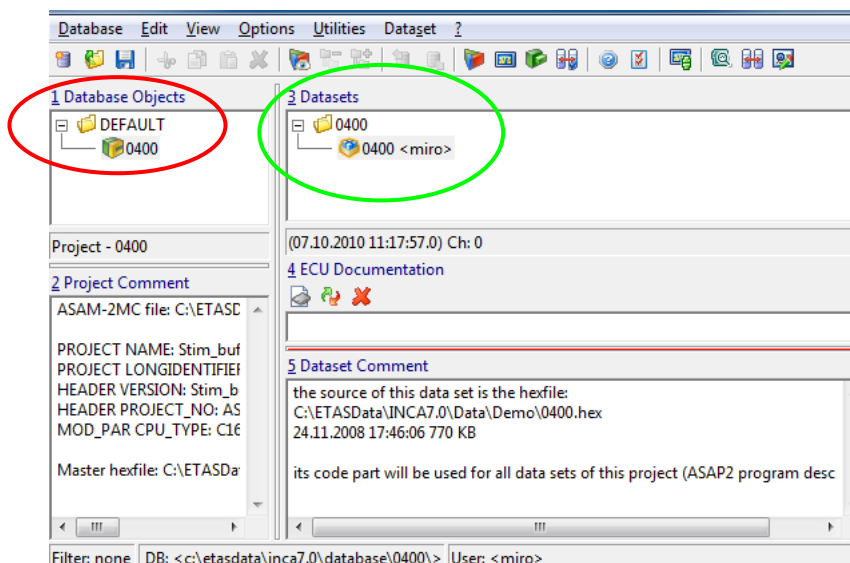 Database Edit View Options Utilities Dataset ?
1 Database Objects
DEFAULT
0400
Project - 0400
2 Project Comment
ASAM-2MC file: C:\ETASD
PROJECT NAME: Stim_buf
PROJECT LONGIDENTIFIEF
HEADER VERSION: Stim_b
HEADER PROJECT_NO: AS
MOD_PAR CPU_TYPE: C16
Master hexfile: C:\ETASDa
3 Datasets
0400
0400 <miro>
(07.10.2010 11:17:57.0) Ch: 0
4 ECU Documentation
5 Dataset Comment
the source of this data set is the hexfile:
C:\ETASData\INCA7.0\Data\Demo\0400.hex
24.11.2008 17:46:06 770 KB
its code part will be used for all data sets of this project (ASAP2 program desc
Filter: none DB: <c:\etasdata\inca7.0\database\0400\> User: <miro>